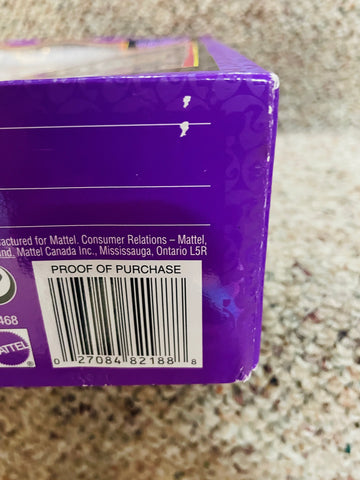 actured for Mattel. Consumer Relations – Mattel,
nd. Mattel Canada Inc., Mississauga, Ontario L5R
PROOF OF PURCHASE
468
MATTEL
®
0 27084 82188 8